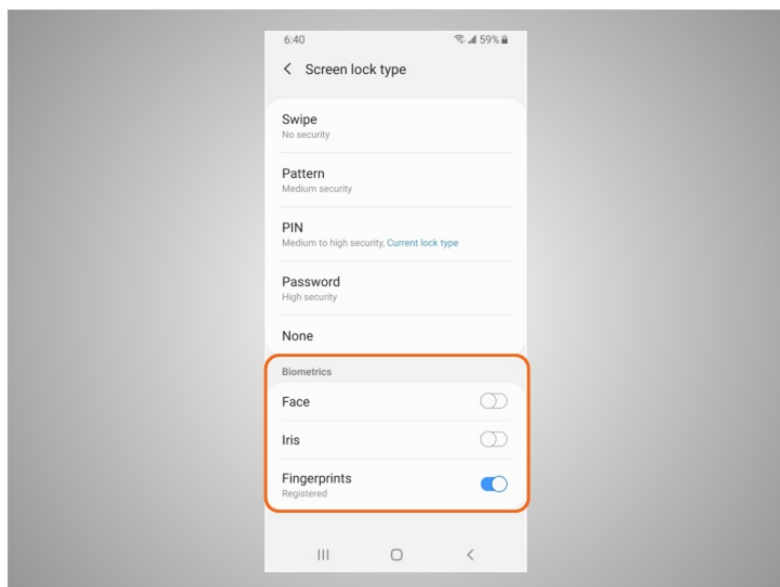 6:40 59%
Screen lock type
Swipe
No security
Pattern
Medium security
PIN
Medium to high security, Current lock type
Password
High security
None
Biometrics
Face
Iris
Fingerprints
Registered